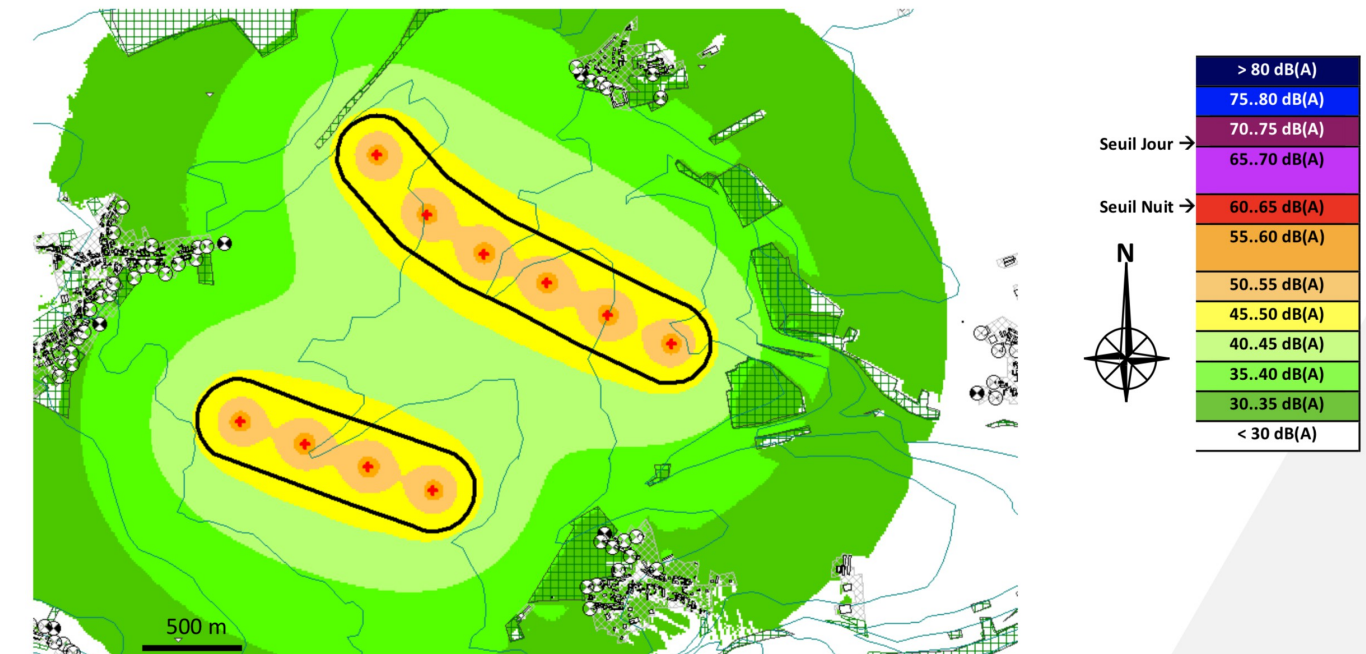 > 80 dB(A)
75..80 dB(A)
70..75 dB(A)
Seuil Jour →
65..70 dB(A)
Seuil Nuit →
60..65 dB(A)
55..60 dB(A)
N
50..55 dB(A)
45..50 dB(A)
40..45 dB(A)
35..40 dB(A)
30..35 dB(A)
< 30 dB(A)
500 m